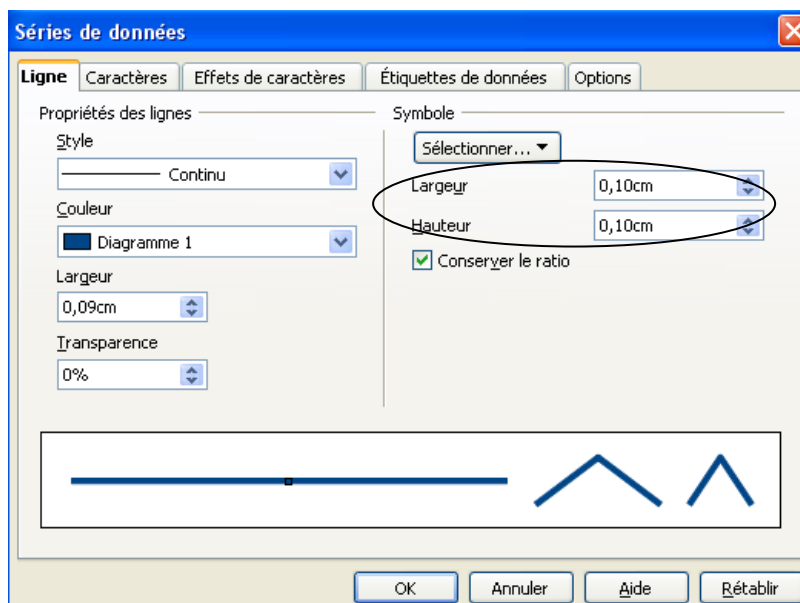 Séries de données
Ligne Caractères Effets de caractères Étiquettes de données Options
Propriétés des lignes
Style
Continu
Couleur
Diagramme 1
Largeur
0,09cm
Transparence
0%
Symbole
Sélectionner...
Largeur 0,10cm
Hauteur 0,10cm
Conserver le ratio
OK Annuler Aide Rétablir